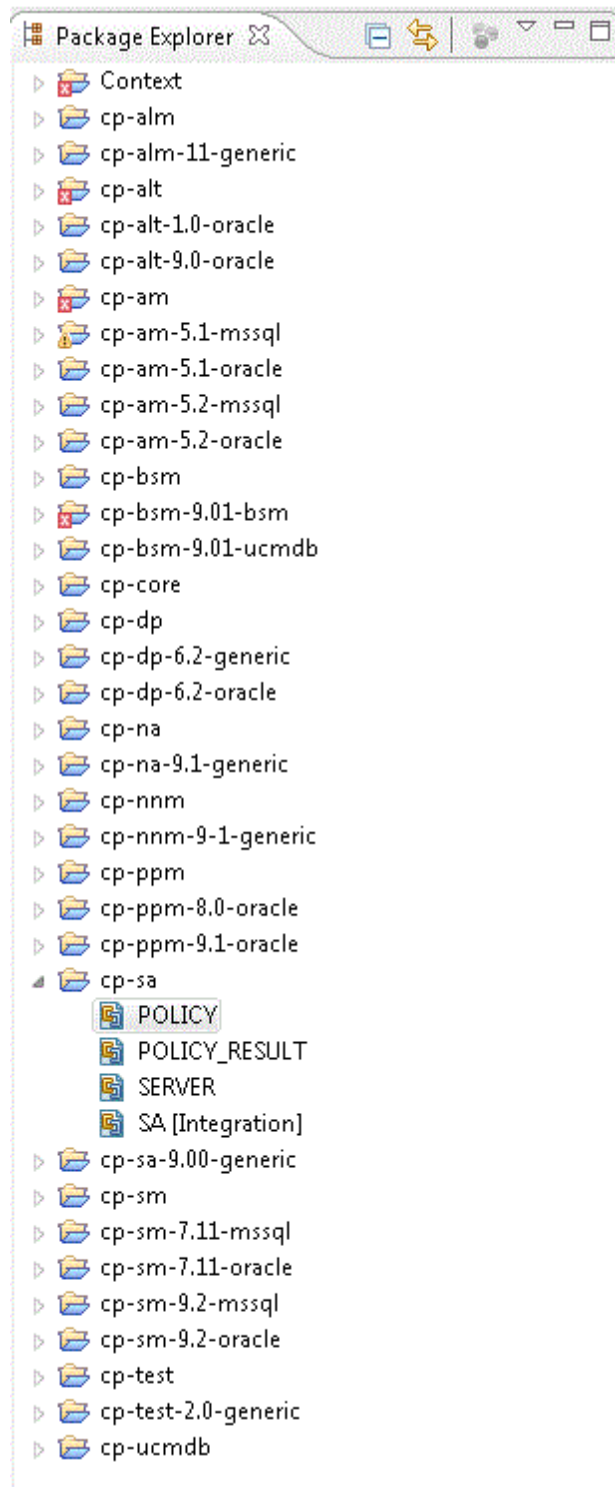 Package Explorer
Context
cp-alm
cp-alm-11-generic
cp-alt
cp-alt-1.0-oracle
cp-alt-9.0-oracle
cp-am
cp-am-5.1-mssql
cp-am-5.1-oracle
cp-am-5.2-mssql
cp-am-5.2-oracle
cp-bsm
cp-bsm-9.01-bsm
cp-bsm-9.01-ucmdb
cp-core
cp-dp
cp-dp-6.2-generic
cp-dp-6.2-oracle
cp-na
cp-na-9.1-generic
cp-nnm
cp-nnm-9-1-generic
cp-ppm
cp-ppm-8.0-oracle
cp-ppm-9.1-oracle
cp-sa
POLICY
POLICY_RESULT
SERVER
SA [Integration]
cp-sa-9.00-generic
cp-sm
cp-sm-7.11-mssql
cp-sm-7.11-oracle
cp-sm-9.2-mssql
cp-sm-9.2-oracle
cp-test
cp-test-2.0-generic
cp-ucmdb